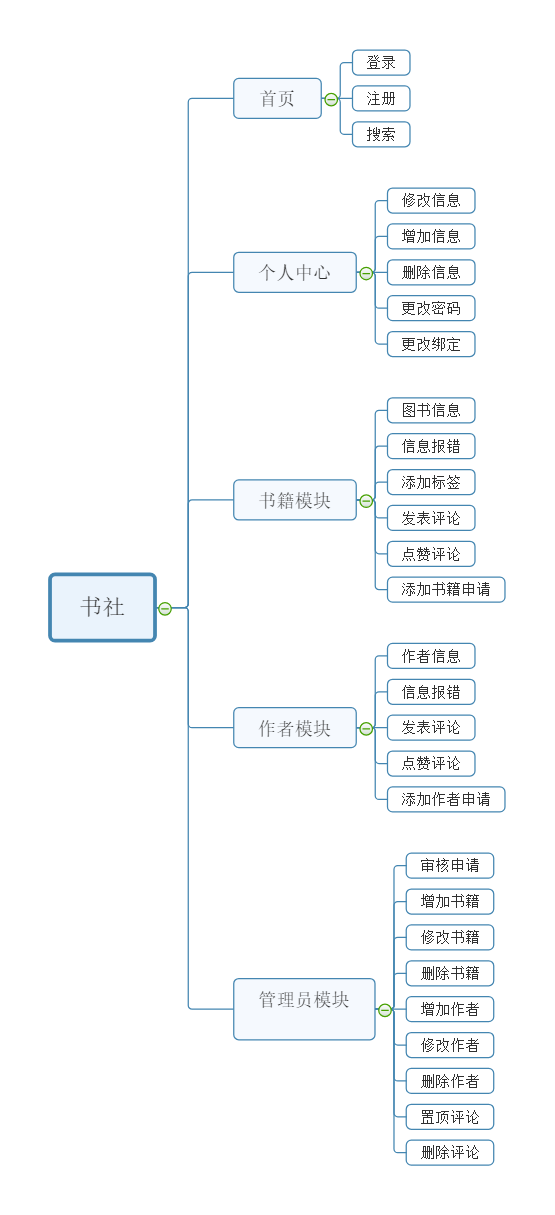 书社
首页
登录
注册
搜索
个人中心
修改信息
增加信息
删除信息
更改密码
更改绑定
书籍模块
图书信息
信息报错
添加标签
发表评论
点赞评论
添加书籍申请
作者模块
作者信息
信息报错
发表评论
点赞评论
添加作者申请
管理员模块
审核申请
增加书籍
修改书籍
删除书籍
增加作者
修改作者
删除作者
置顶评论
删除评论